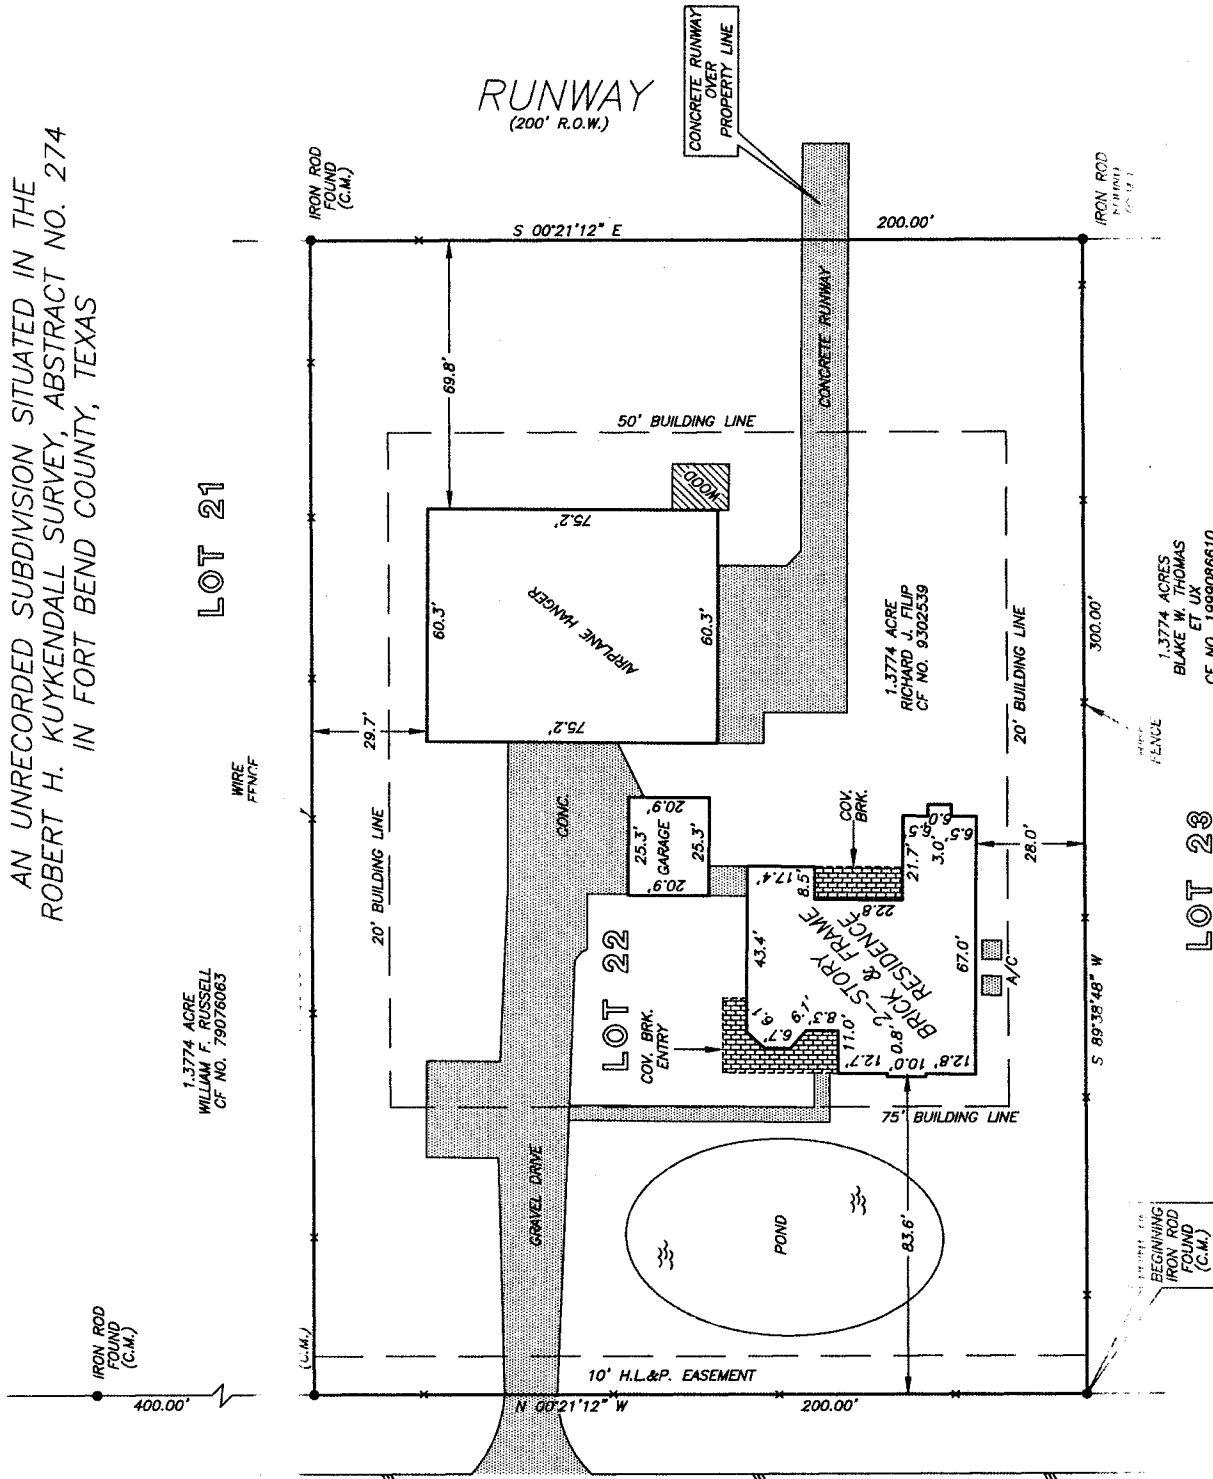 AN UNRECORDED SUBDIVISION SITUATED IN THE
ROBERT H. KUYKENDALL SURVEY, ABSTRACT NO. 274
IN FORT BEND COUNTY, TEXAS
RUNWAY
(200' R.O.W.)
CONCRETE RUNWAY
OVER
PROPERTY LINE
IRON ROD
FOUND
(C.M.)
IRON ROD
S 00°21'12" E
200.00'
69.8'
CONCRETE RUNWAY
50' BUILDING LINE
LOT 21
WOOD
75.2'
60.3'
AIRPLANE HANGER
60.3'
75.2'
29.7'
1.3774 ACRE
RICHARD J. FILIP
CF NO. 9302539
20' BUILDING LINE
300.00'
1.3774 ACRES
BLAKE W. THOMAS
ET UX
CF NO. 1999086610
WIRE
FENCE
FENCE
CONC.
20.9'
25.3'
GARAGE
25.3'
20.9'
COV.
BRK.
6.0'
6.5'
6.5'
3.0'
21.7'
28.0'
LOT 23
20' BUILDING LINE
17.4'
8.5'
22.8'
43.4'
2-STORY
BRICK & FRAME
RESIDENCE
67.0'
A/C
LOT 22
1.3774 ACRE
WILLIAM F. RUSSELL
CF NO. 79076063
COV. BRK.
ENTRY
6.1'
6.7'
9.1'
8.3'
11.0'
12.7'
0.8'
10.0'
12.8'
S 89°38'48" W
75' BUILDING LINE
GRAVEL DRIVE
POND
83.6'
BEGINNING
IRON ROD
FOUND
(C.M.)
IRON ROD
FOUND
(C.M.)
(C.M.)
10' H.L.&P. EASEMENT
400.00'
N 00°21'12" W
200.00'